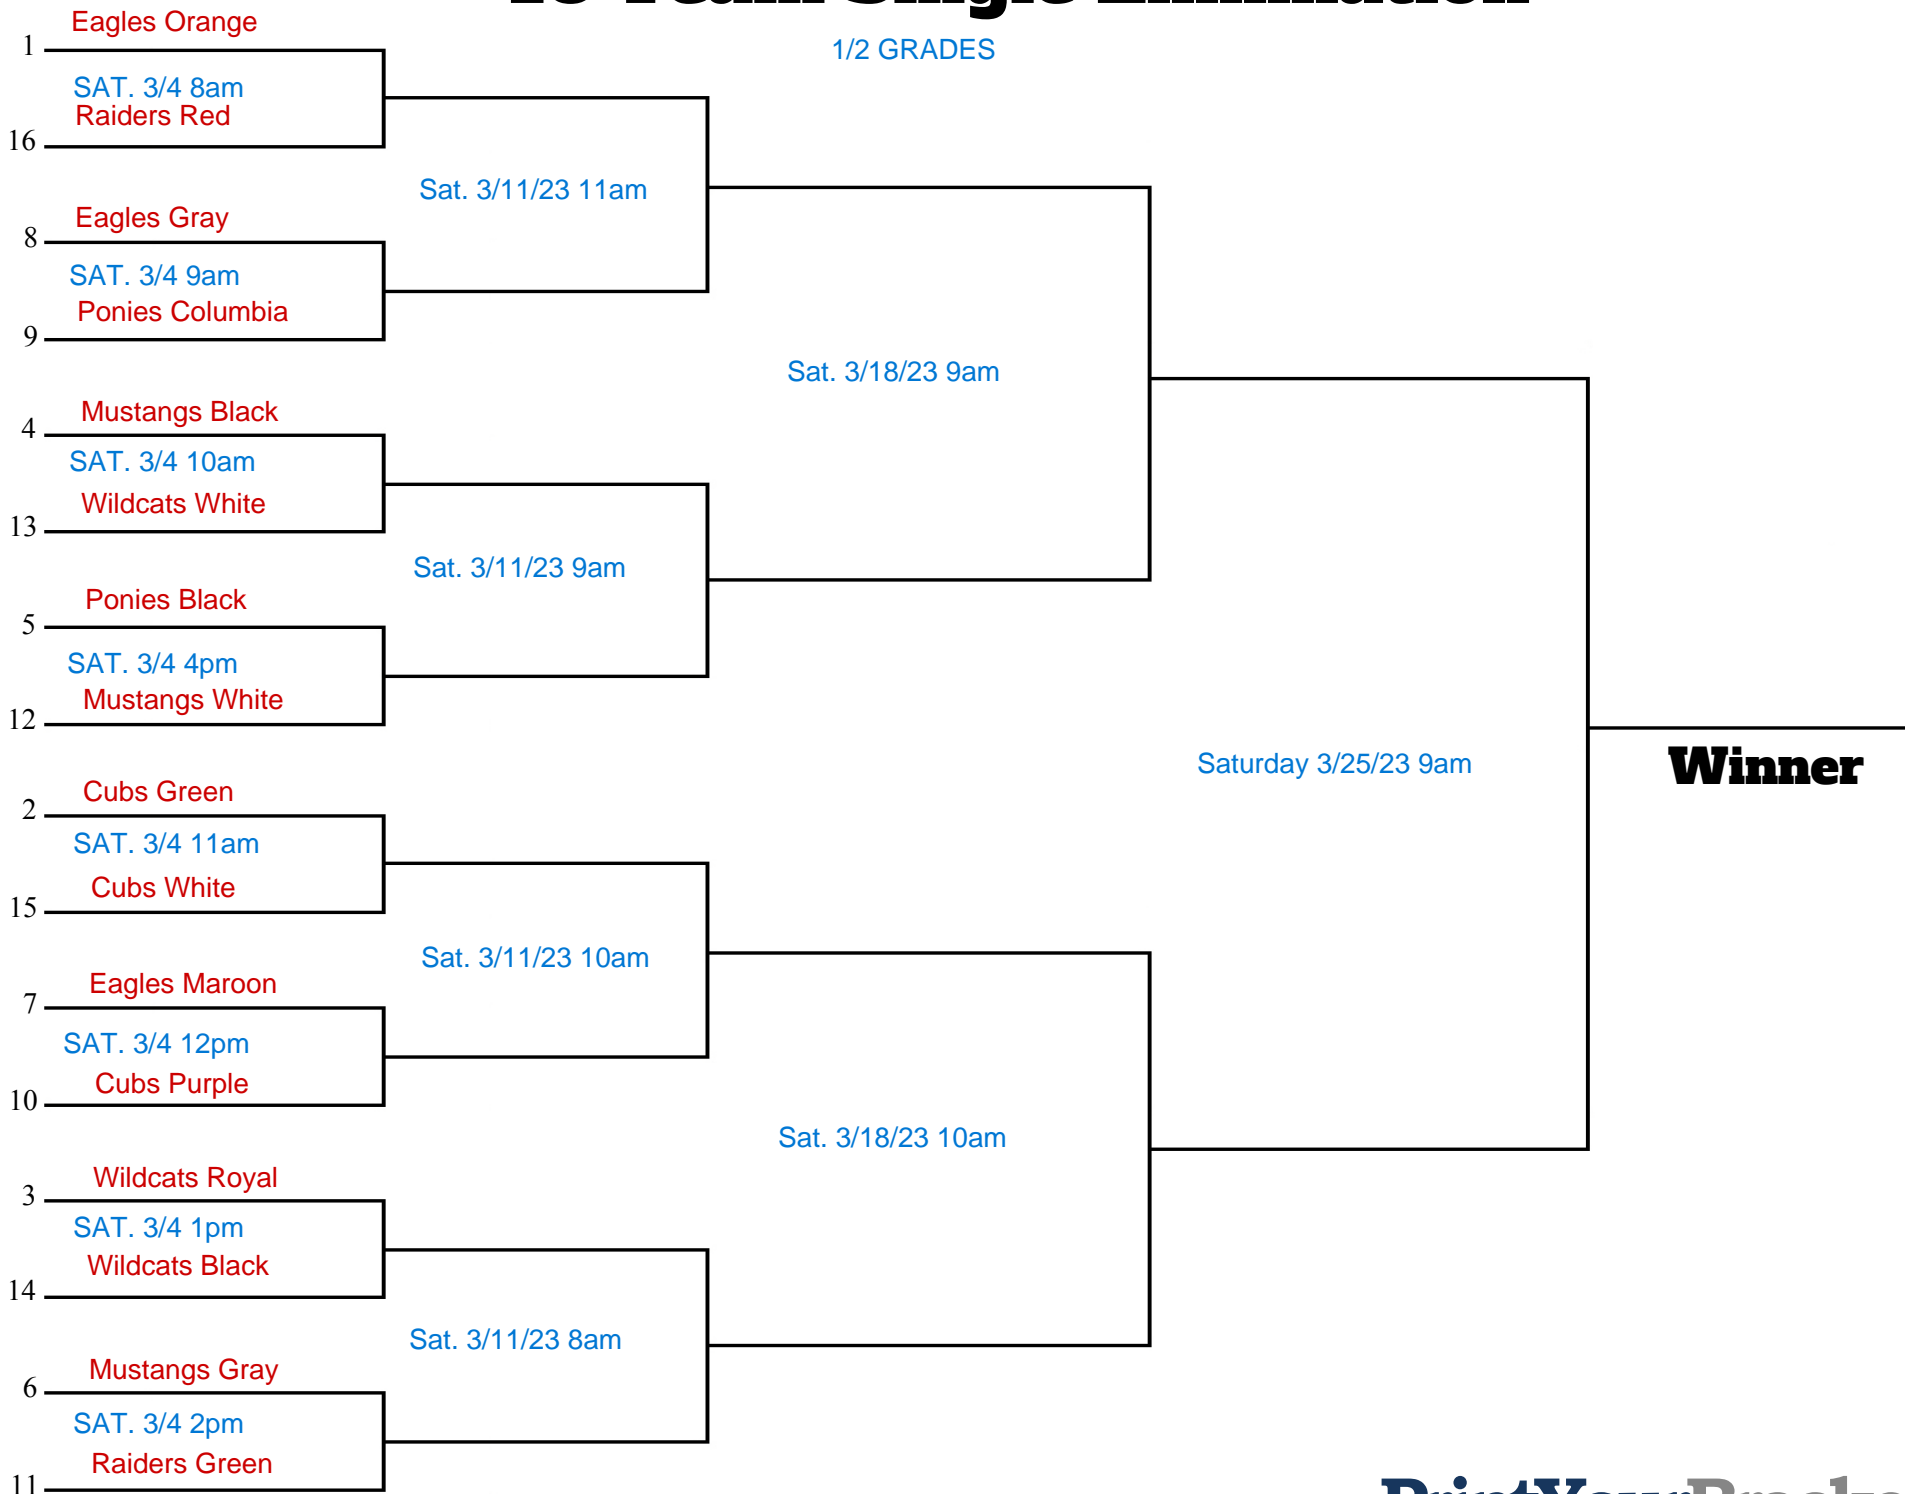 16 Team Single Elimination
1/2 GRADES
Eagles Orange
1
SAT. 3/4 8am
Raiders Red
16
Sat. 3/11/23 11am
Eagles Gray
8
SAT. 3/4 9am
Ponies Columbia
9
Sat. 3/18/23 9am
Mustangs Black
4
SAT. 3/4 10am
Wildcats White
13
Sat. 3/11/23 9am
Ponies Black
5
SAT. 3/4 4pm
Mustangs White
12
Saturday 3/25/23 9am
Winner
Cubs Green
2
SAT. 3/4 11am
Cubs White
15
Sat. 3/11/23 10am
Eagles Maroon
7
SAT. 3/4 12pm
Cubs Purple
10
Sat. 3/18/23 10am
Wildcats Royal
3
SAT. 3/4 1pm
Wildcats Black
14
Sat. 3/11/23 8am
Mustangs Gray
6
SAT. 3/4 2pm
Raiders Green
11
PrintYourBracke